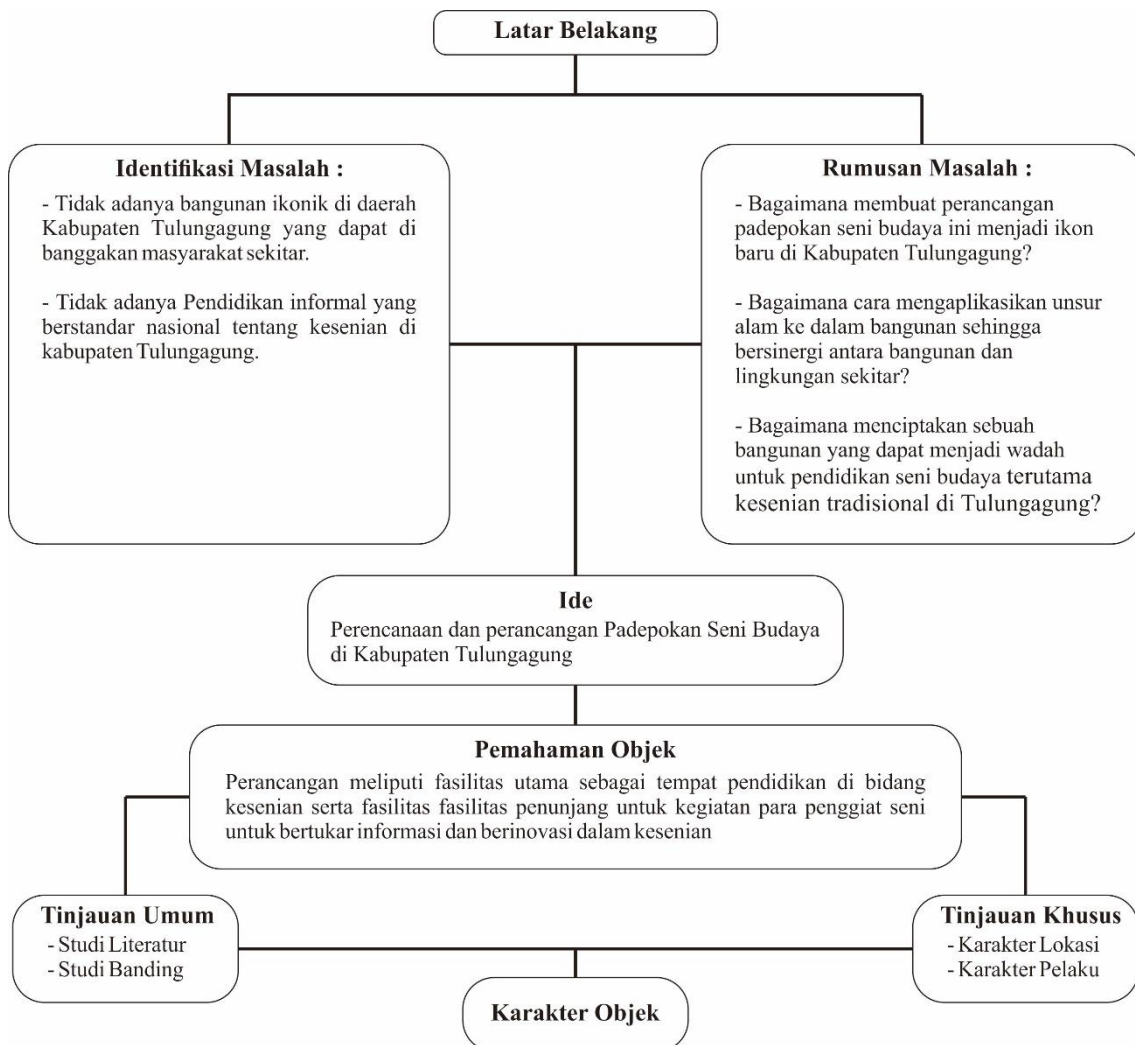 Latar Belakang
Identifikasi Masalah :
- Tidak adanya bangunan ikonik di daerah
Kabupaten Tulungagung yang dapat di
banggakan masyarakat sekitar.
- Tidak adanya Pendidikan informal yang
berstandar nasional tentang kesenian di
kabupaten Tulungagung.
Rumusan Masalah :
- Bagaimana membuat perancangan
padepokan seni budaya ini menjadi ikon
baru di Kabupaten Tulungagung?
- Bagaimana cara mengaplikasikan unsur
alam ke dalam bangunan sehingga
bersinergi antara bangunan dan
lingkungan sekitar?
- Bagaimana menciptakan sebuah
bangunan yang dapat menjadi wadah
untuk pendidikan seni budaya terutama
kesenian tradisional di Tulungagung?
Ide
Perencanaan dan perancangan Padepokan Seni Budaya
di Kabupaten Tulungagung
Pemahaman Objek
Perancangan meliputi fasilitas utama sebagai tempat pendidikan di bidang
kesenian serta fasilitas fasilitas penunjang untuk kegiatan para penggiat seni
untuk bertukar informasi dan berinovasi dalam kesenian
Tinjauan Umum
- Studi Literatur
- Studi Banding
Tinjauan Khusus
- Karakter Lokasi
- Karakter Pelaku
Karakter Objek